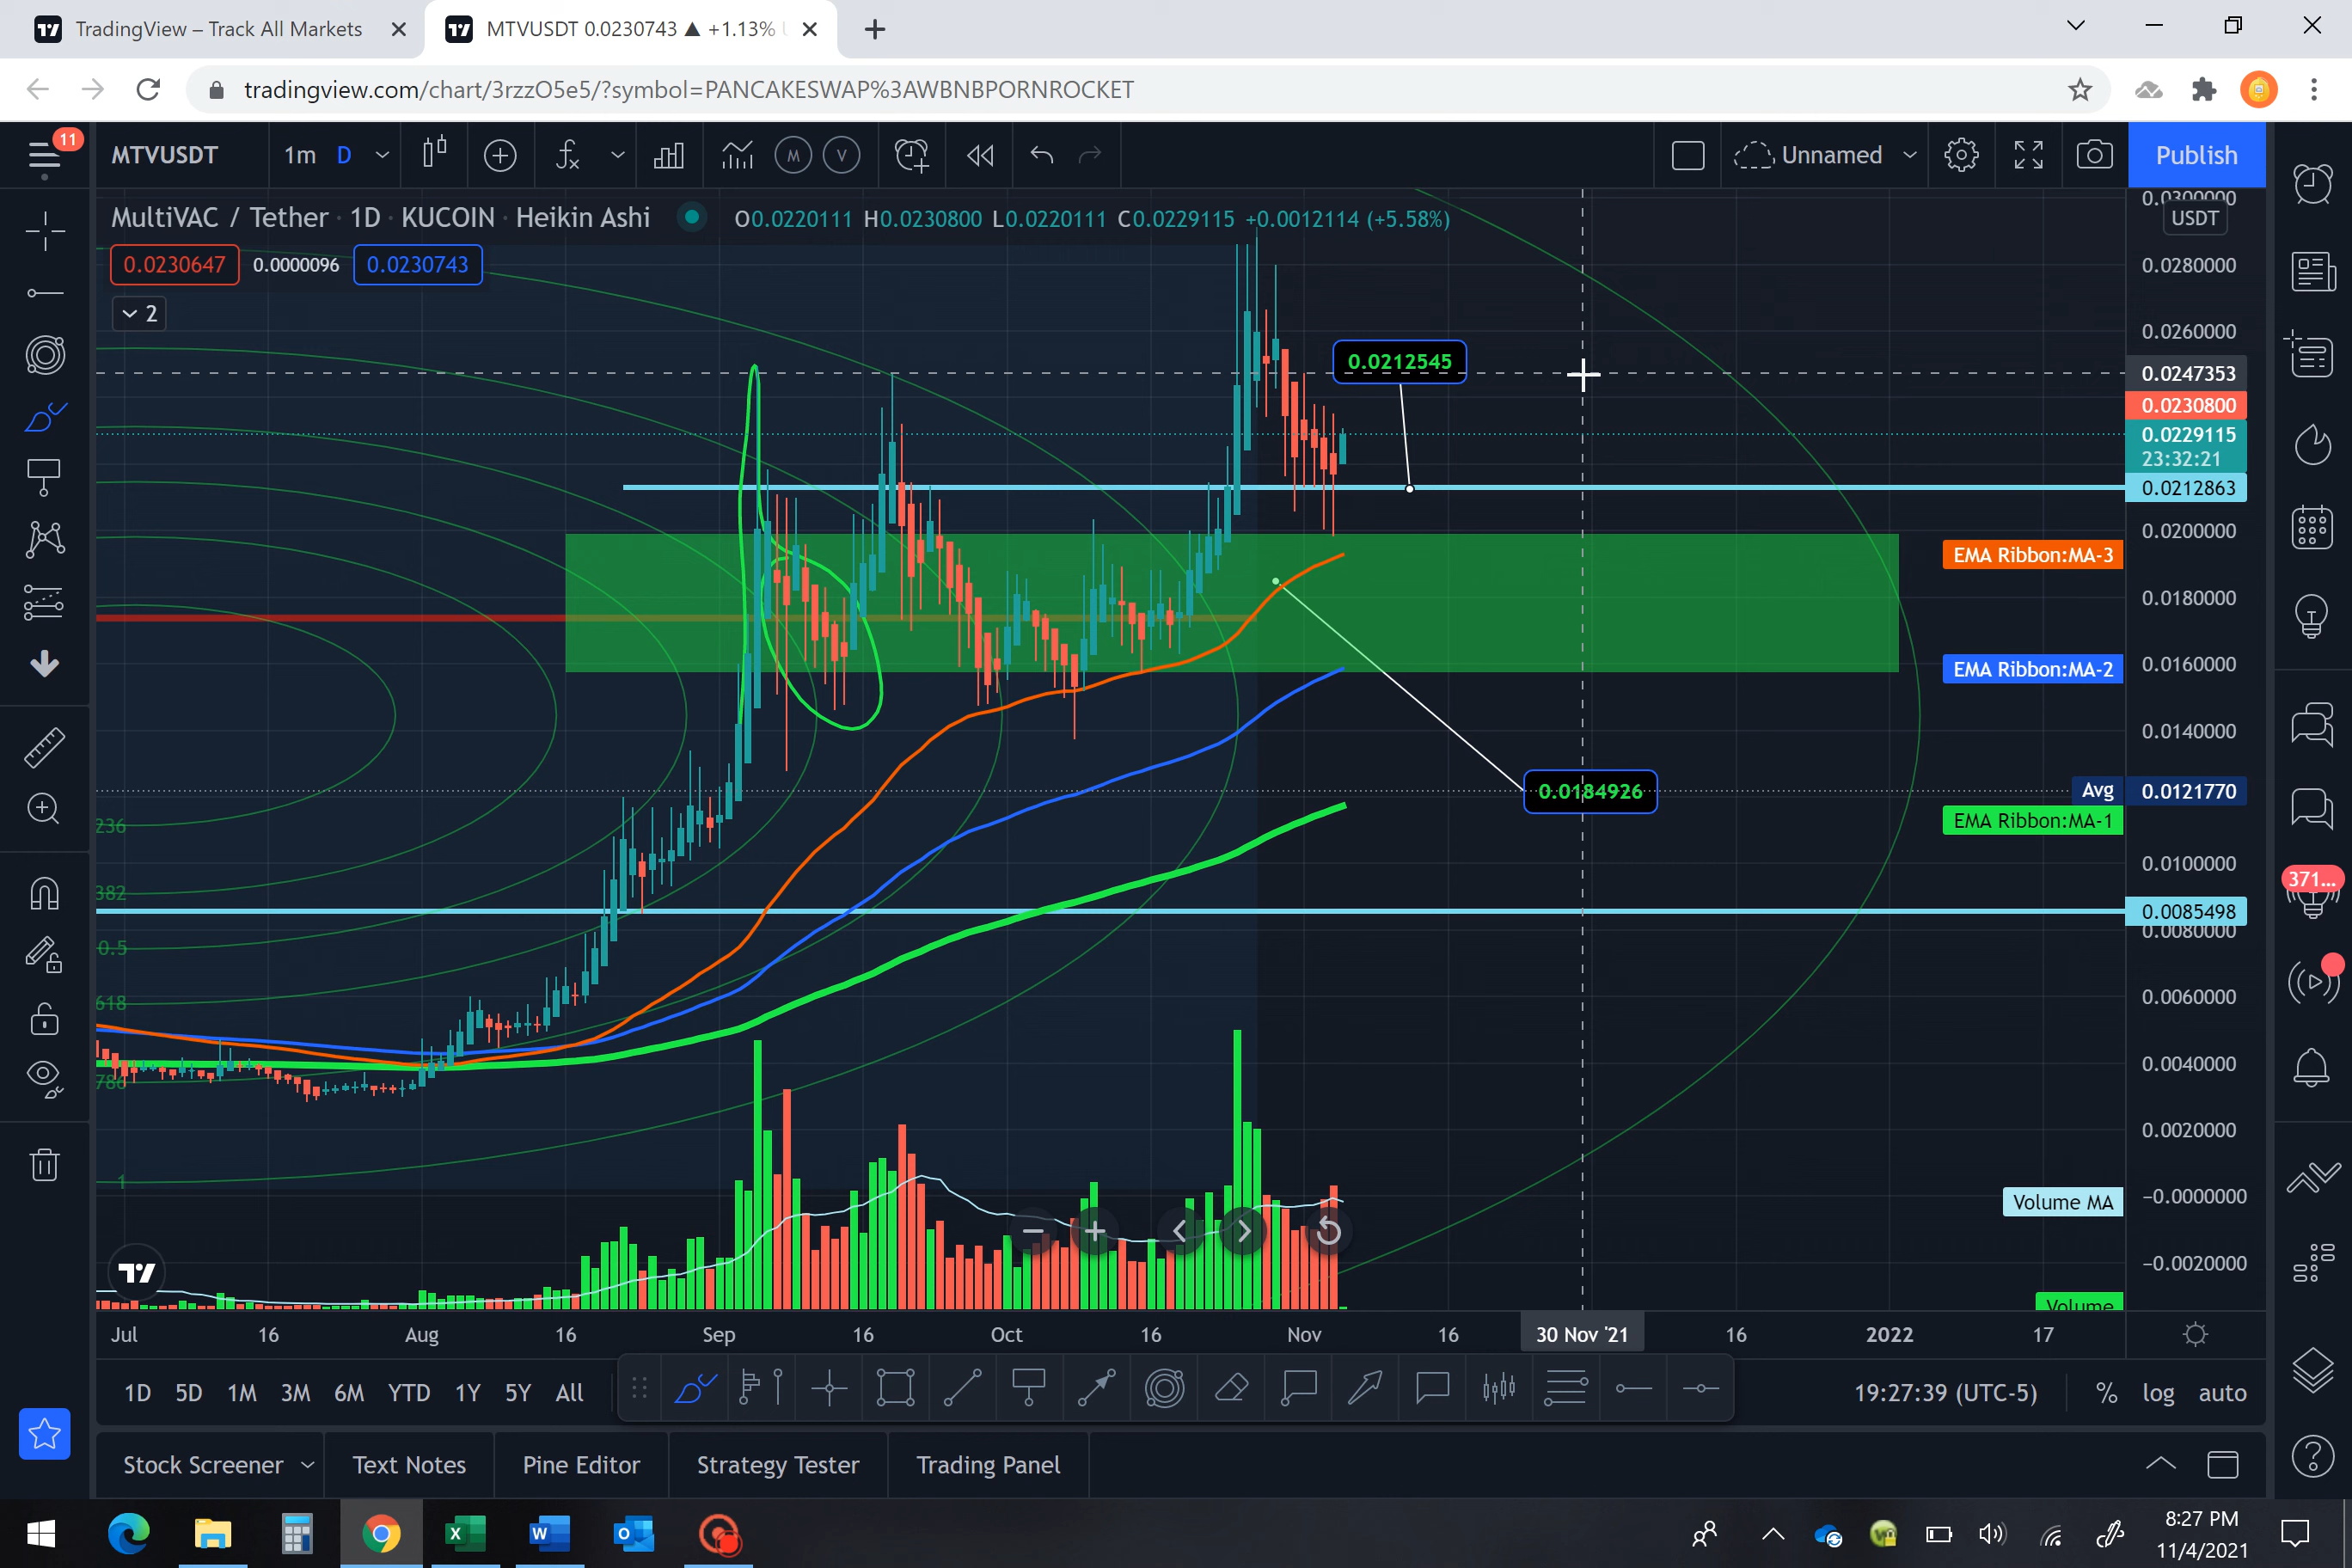 TradingView – Track All Markets
MTVUSDT 0.0230743 ▲ +1.13%
tradingview.com/chart/3rzzO5e5/?symbol=PANCAKESWAP%3AWBNBPORNROCKET
11
MTVUSDT 1m D M V Unnamed Publish
MultiVAC / Tether · 1D · KUCOIN · Heikin Ashi O0.0220111 H0.0230800 L0.0220111 C0.0229115 +0.0012114 (+5.58%)
0.0230647 0.0000096 0.0230743
2
0.0300000
USDT
0.0280000
0.0260000
0.0212545
0.0247353
0.0230800
0.0229115
23:32:21
0.0212863
0.0200000
EMA Ribbon:MA-3
0.0180000
0.0160000
EMA Ribbon:MA-2
0.0140000
0.0184926
Avg 0.0121770
EMA Ribbon:MA-1
236
0.0100000
382
371...
0.0085498
0.0080000
0.5
618
0.0060000
0.0040000
786
0.0020000
1
Volume MA
−0.0000000
−0.0020000
Volume
Jul 16 Aug 16 Sep 16 Oct 16 Nov 16 30 Nov '21 16 2022 17
1D 5D 1M 3M 6M YTD 1Y 5Y All
19:27:39 (UTC-5) % log auto
Stock Screener Text Notes Pine Editor Strategy Tester Trading Panel
8:27 PM
11/4/2021